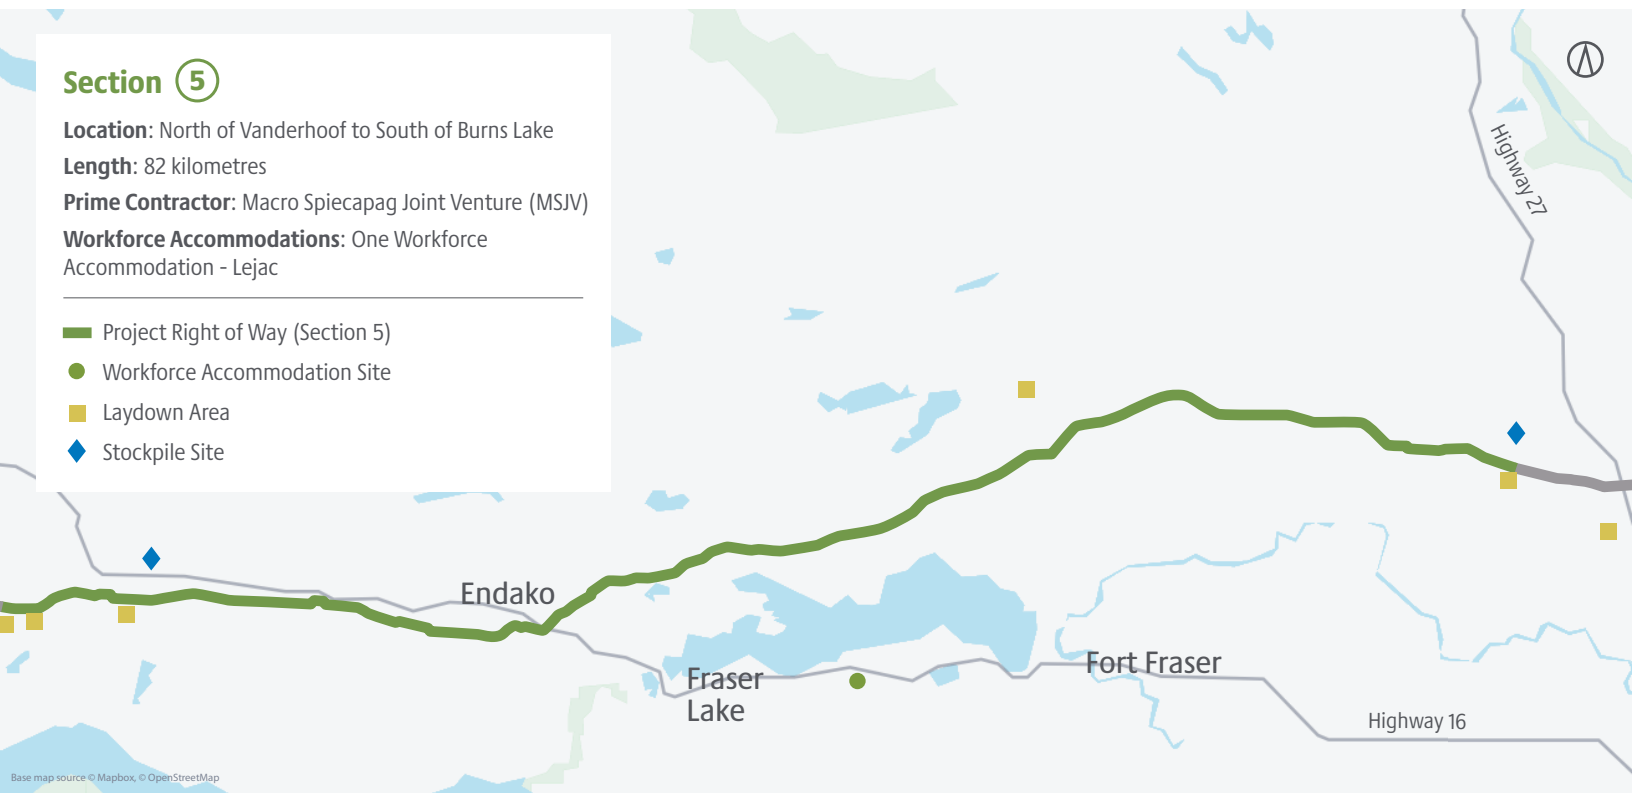 Section 5
Location: North of Vanderhoof to South of Burns Lake
Length: 82 kilometres
Prime Contractor: Macro Spiecapag Joint Venture (MSJV)
Workforce Accommodations: One Workforce
Accommodation - Lejac
Project Right of Way (Section 5)
Workforce Accommodation Site
Laydown Area
Stockpile Site
Highway 27
Endako
Fraser
Lake
Fort Fraser
Highway 16
Base map source © Mapbox, © OpenStreetMap